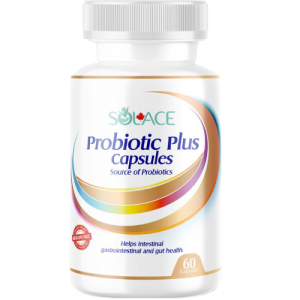 SOLACE
Probiotic Plus
Capsules
Source of Probiotics
Helps intestinal
gastrointestinal and gut health.
60